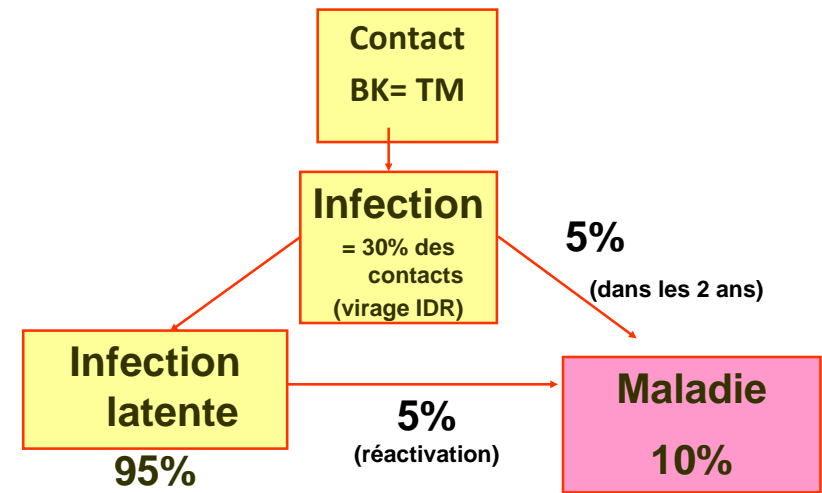 Contact
BK= TM
Infection
= 30% des
contacts
(virage IDR)
5%
(dans les 2 ans)
Infection
latente
95%
5%
(réactivation)
Maladie
10%